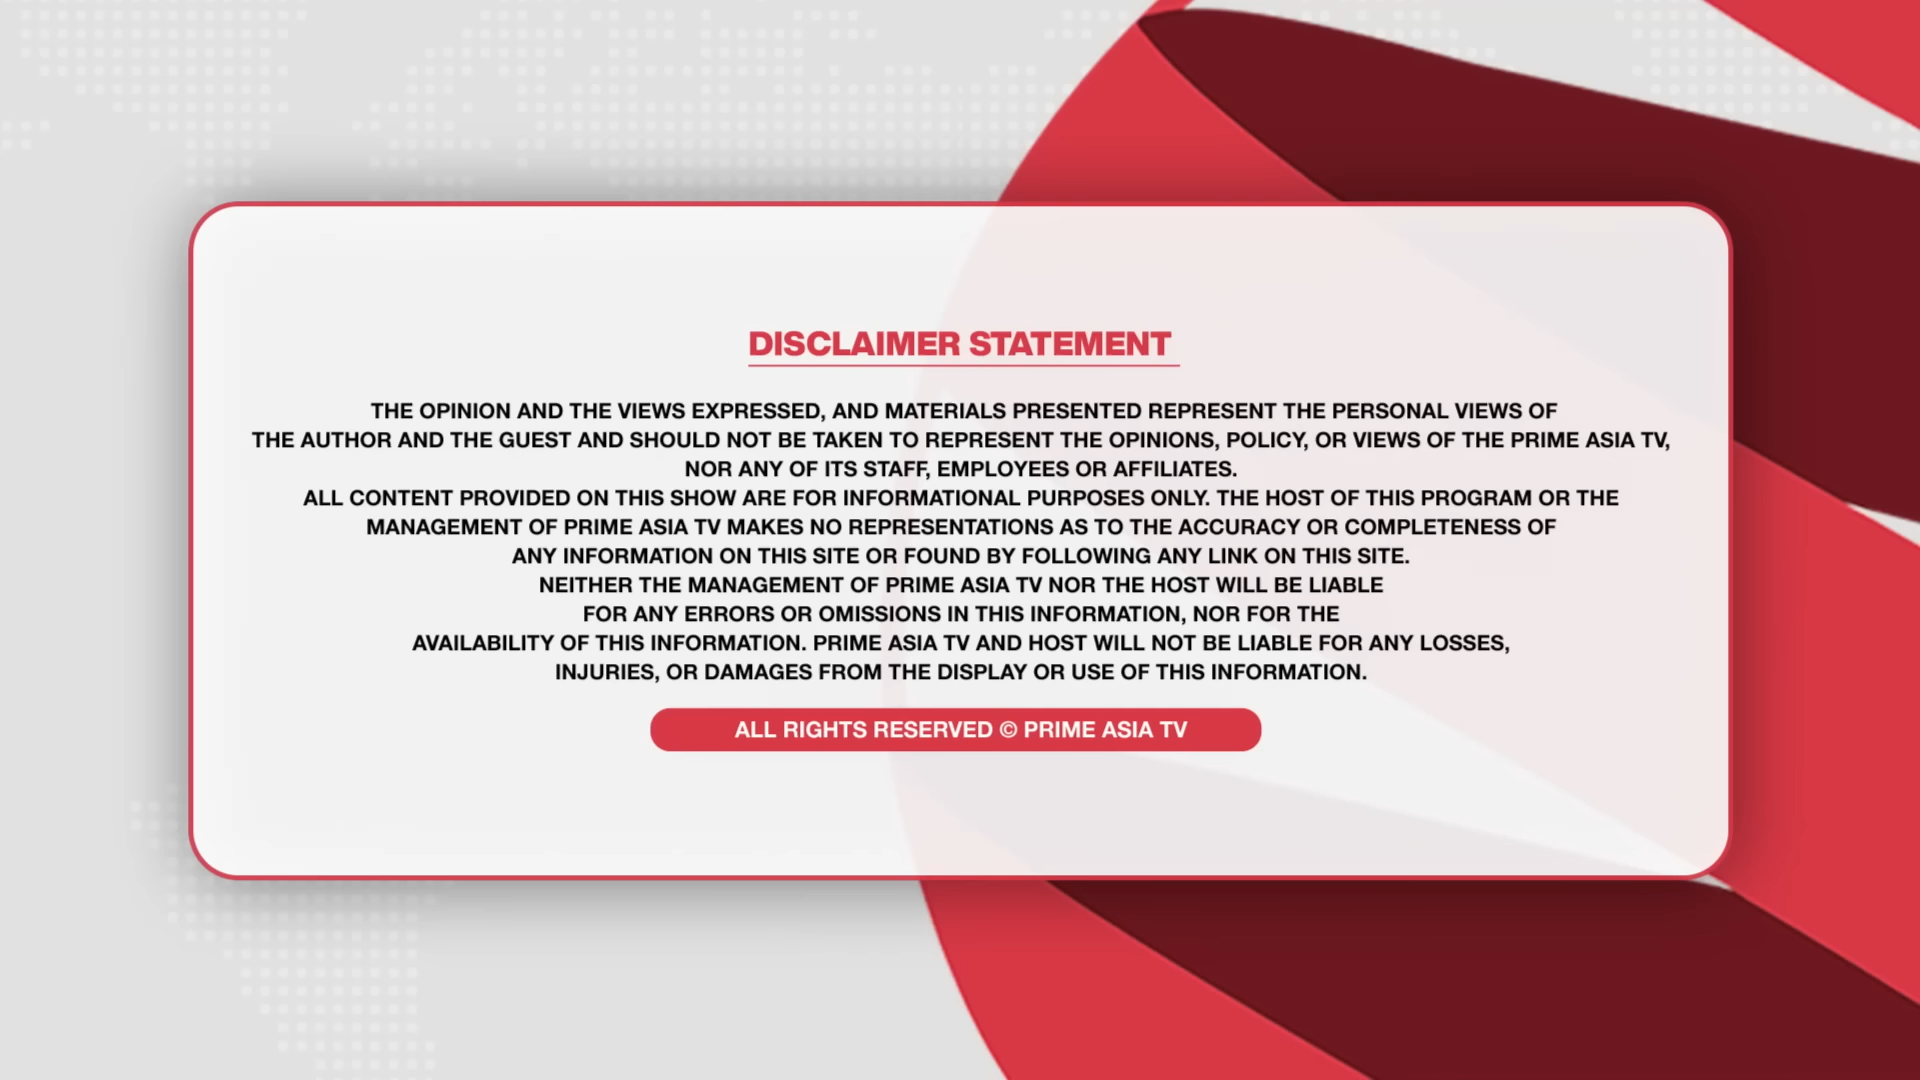 DISCLAIMER STATEMENT
THE OPINION AND THE VIEWS EXPRESSED, AND MATERIALS PRESENTED REPRESENT THE PERSONAL VIEWS OF
THE AUTHOR AND THE GUEST AND SHOULD NOT BE TAKEN TO REPRESENT THE OPINIONS, POLICY, OR VIEWS OF THE PRIME ASIA TV,
NOR ANY OF ITS STAFF, EMPLOYEES OR AFFILIATES.
ALL CONTENT PROVIDED ON THIS SHOW ARE FOR INFORMATIONAL PURPOSES ONLY. THE HOST OF THIS PROGRAM OR THE
MANAGEMENT OF PRIME ASIA TV MAKES NO REPRESENTATIONS AS TO THE ACCURACY OR COMPLETENESS OF
ANY INFORMATION ON THIS SITE OR FOUND BY FOLLOWING ANY LINK ON THIS SITE.
NEITHER THE MANAGEMENT OF PRIME ASIA TV NOR THE HOST WILL BE LIABLE
FOR ANY ERRORS OR OMISSIONS IN THIS INFORMATION, NOR FOR THE
AVAILABILITY OF THIS INFORMATION. PRIME ASIA TV AND HOST WILL NOT BE LIABLE FOR ANY LOSSES,
INJURIES, OR DAMAGES FROM THE DISPLAY OR USE OF THIS INFORMATION.
ALL RIGHTS RESERVED © PRIME ASIA TV